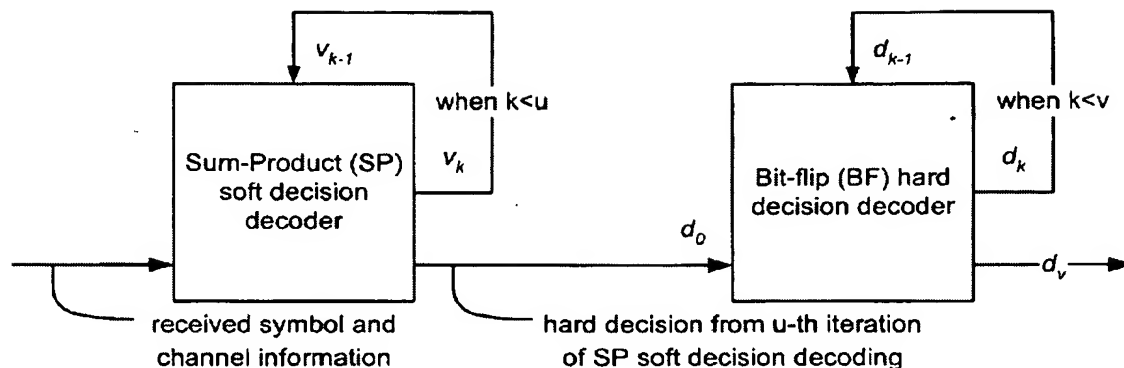 v_{k-1}
when k<u
v_k
Sum-Product (SP)
soft decision
decoder
received symbol and
channel information
d_0
hard decision from u-th iteration
of SP soft decision decoding
d_{k-1}
when k<v
d_k
Bit-flip (BF) hard
decision decoder
d_v